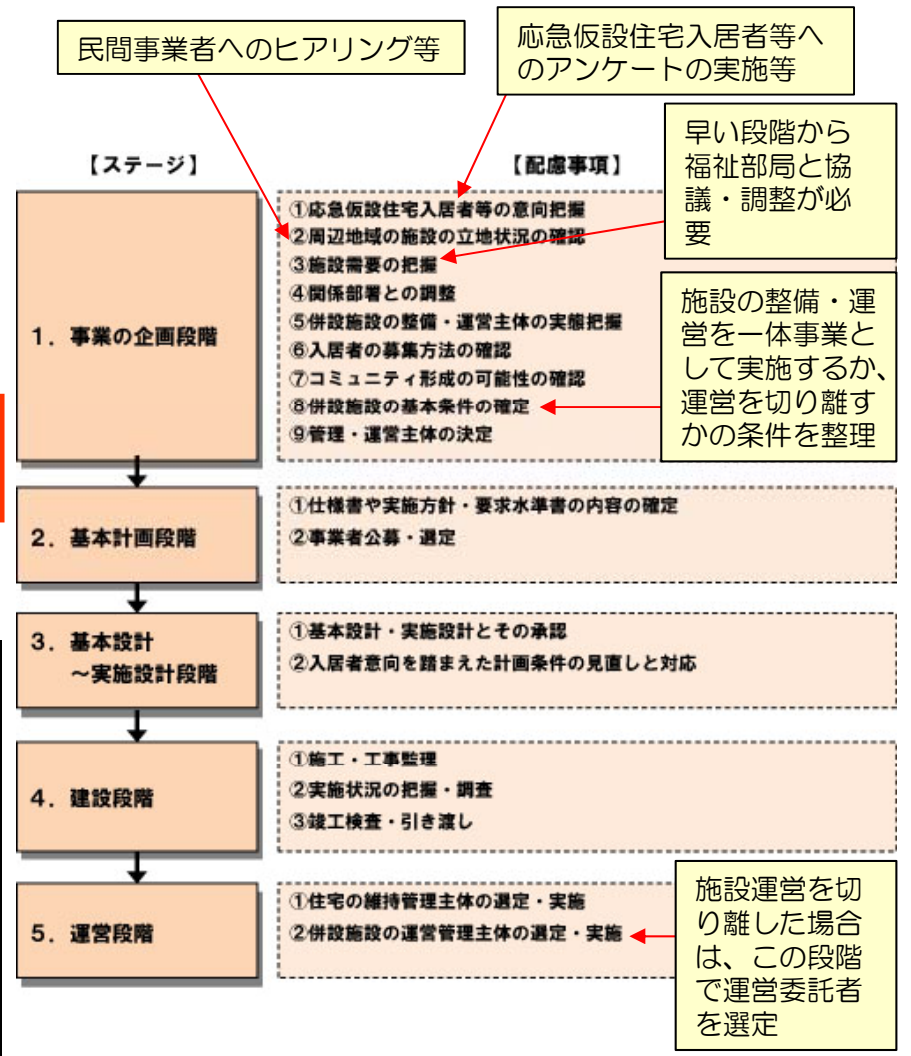 民間事業者へのヒアリング等
応急仮設住宅入居者等へ
のアンケートの実施等
早い段階から
福祉部局と協
議・調整が必
要
【ステージ】
【配慮事項】
1．事業の企画段階
①応急仮設住宅入居者等の意向把握
②周辺地域の施設の立地状況の確認
③施設需要の把握
④関係部署との調整
⑤併設施設の整備・運営主体の実態把握
⑥入居者の募集方法の確認
⑦コミュニティ形成の可能性の確認
⑧併設施設の基本条件の確定
⑨管理・運営主体の決定
施設の整備・運
営を一体事業と
して実施するか、
運営を切り離す
かの条件を整理
2．基本計画段階
①仕様書や実施方針・要求水準書の内容の確定
②事業者公募・選定
3．基本設計
～実施設計段階
①基本設計・実施設計とその承認
②入居者意向を踏まえた計画条件の見直しと対応
4．建設段階
①施工・工事監理
②実施状況の把握・調査
③竣工検査・引き渡し
5．運営段階
①住宅の維持管理主体の選定・実施
②併設施設の運営管理主体の選定・実施
施設運営を切
り離した場合
は、この段階
で運営委託者
を選定